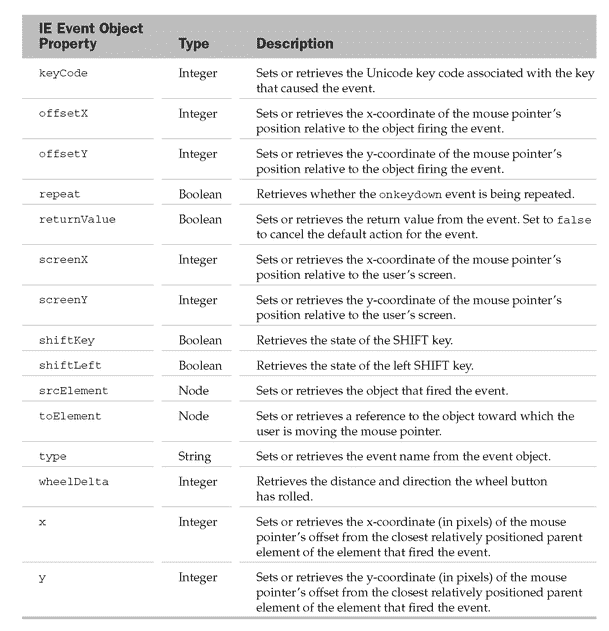 IE Event Object
Property Type Description
keyCode Integer Sets or retrieves the Unicode key code associated with the key
that caused the event.
offsetX Integer Sets or retrieves the x-coordinate of the mouse pointer's
position relative to the object firing the event.
offsetY Integer Sets or retrieves the y-coordinate of the mouse pointer's
position relative to the object firing the event.
repeat Boolean Retrieves whether the onkeydown event is being repeated.
returnValue Boolean Sets or retrieves the return value from the event. Set to false
to cancel the default action for the event.
screenX Integer Sets or retrieves the x-coordinate of the mouse pointer's
position relative to the user's screen.
screenY Integer Sets or retrieves the y-coordinate of the mouse pointer's
position relative to the user's screen.
shiftKey Boolean Retrieves the state of the SHIFT key.
shiftLeft Boolean Retrieves the state of the left SHIFT key.
srcElement Node Sets or retrieves the object that fired the event.
toElement Node Sets or retrieves a reference to the object toward which the
user is moving the mouse pointer.
type String Sets or retrieves the event name from the event object.
wheelDelta Integer Retrieves the distance and direction the wheel button
has rolled.
x Integer Sets or retrieves the x-coordinate (in pixels) of the mouse
pointer's offset from the closest relatively positioned parent
element of the element that fired the event.
y Integer Sets or retrieves the y-coordinate (in pixels) of the mouse
pointer's offset from the closest relatively positioned parent
element of the element that fired the event.